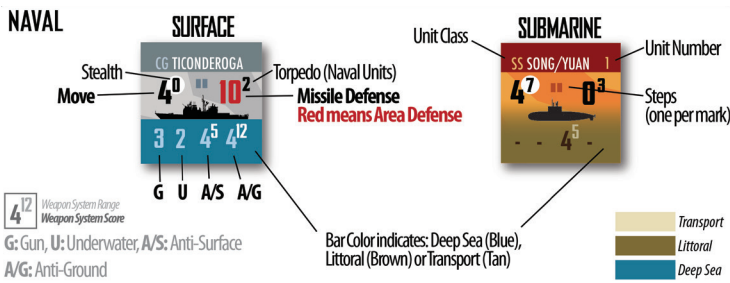 NAVAL
SURFACE
CG TICONDEROGA
Stealth
Move
4 0
10 2
Torpedo (Naval Units)
Missile Defense
Red means Area Defense
3 2 4 5 4 12
G U A/S A/G
SUBMARINE
Unit Class
SS SONG/YUAN 1
Unit Number
4 7
0 3
Steps
(one per mark)
- - 4 5 -
4 12
Weapon System Range
Weapon System Score
G: Gun, U: Underwater, A/S: Anti-Surface
A/G: Anti-Ground
Bar Color indicates: Deep Sea (Blue),
Littoral (Brown) or Transport (Tan)
Transport
Littoral
Deep Sea